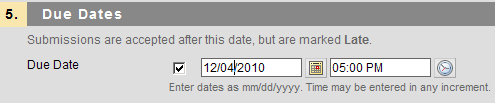 5. Due Dates
Submissions are accepted after this date, but are marked Late.
Due Date 12/04/2010 05:00 PM
Enter dates as mm/dd/yyyy. Time may be entered in any increment.